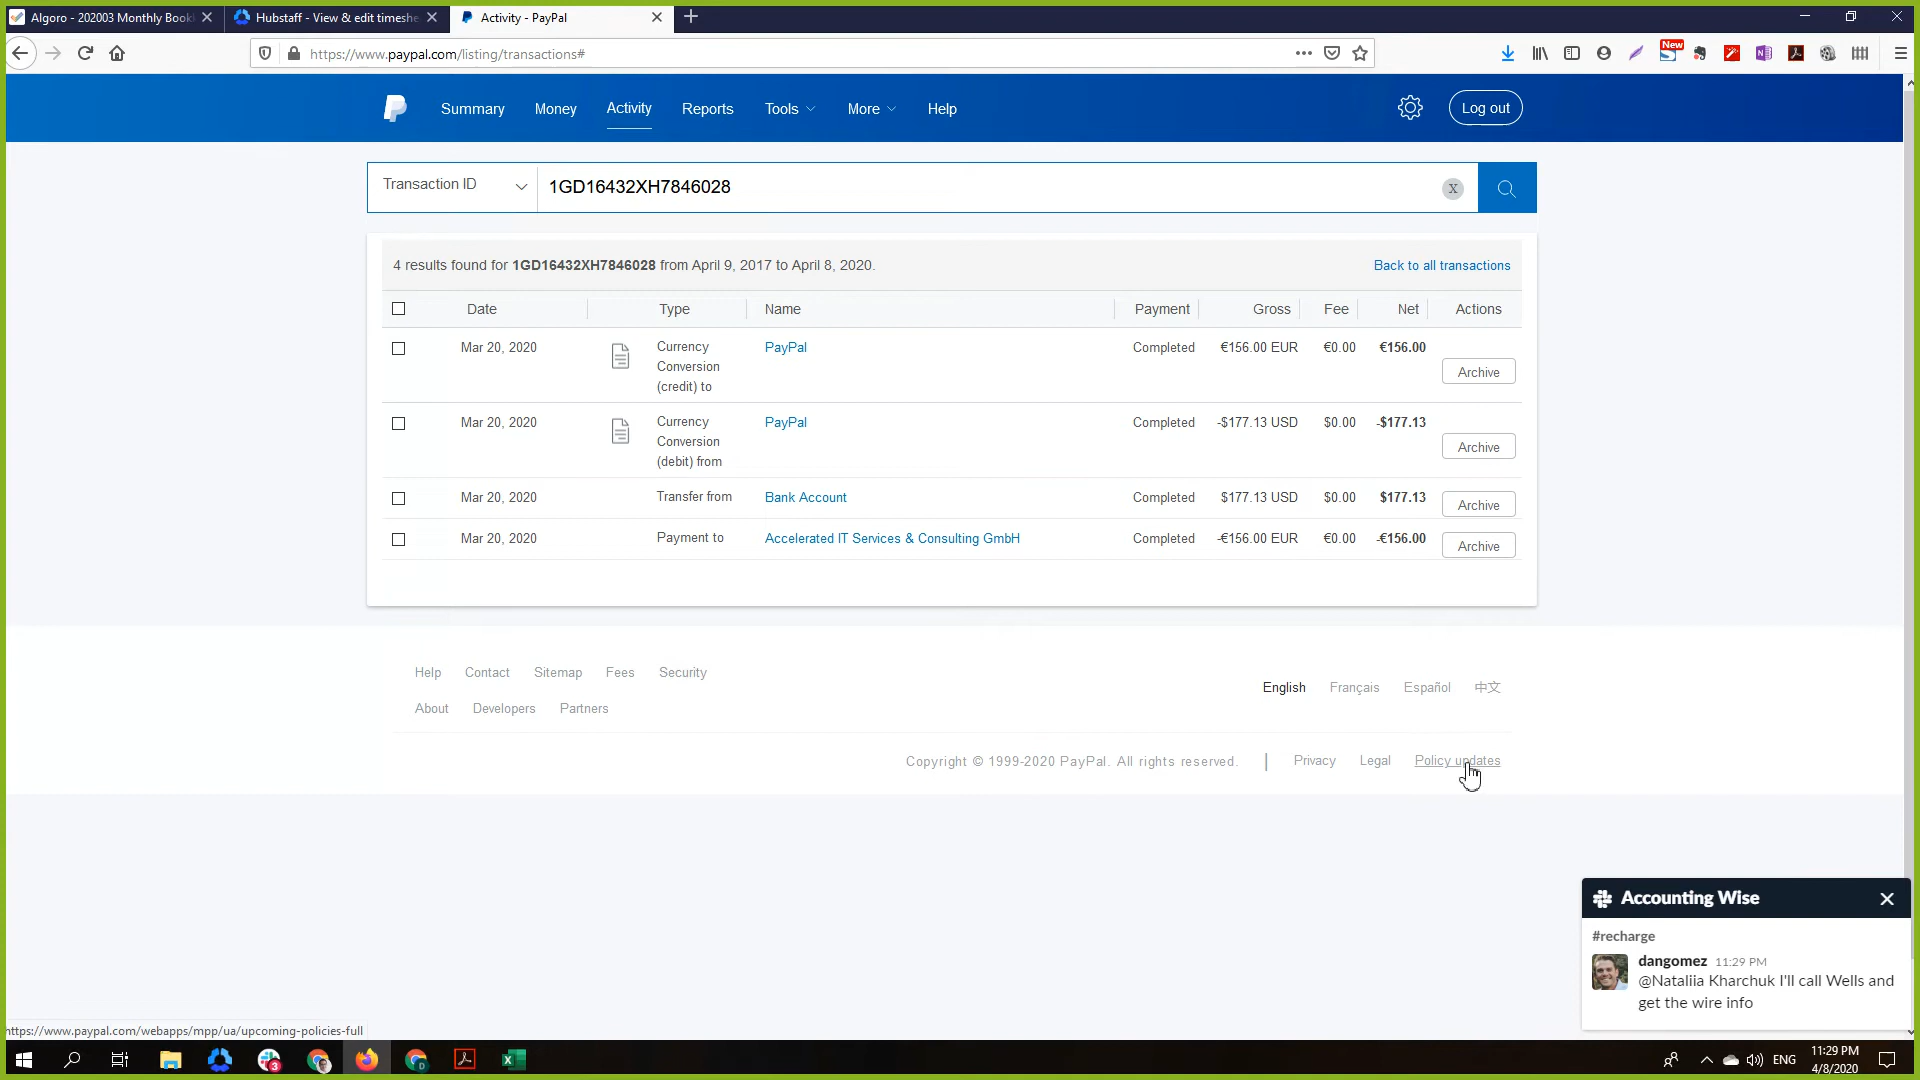 Algoro - 202003 Monthly Book
Hubstaff - View & edit timeshe
Activity - PayPal
https://www.paypal.com/listing/transactions#
New
Summary
Money
Activity
Reports
Tools
More
Help
Log out
Transaction ID
1GD16432XH7846028
X
4 results found for 1GD16432XH7846028 from April 9, 2017 to April 8, 2020.
Back to all transactions
Date Type Name Payment Gross Fee Net Actions
Mar 20, 2020 Currency Conversion (credit) to PayPal Completed €156.00 EUR €0.00 €156.00 Archive
Mar 20, 2020 Currency Conversion (debit) from PayPal Completed -$177.13 USD $0.00 -$177.13 Archive
Mar 20, 2020 Transfer from Bank Account Completed $177.13 USD $0.00 $177.13 Archive
Mar 20, 2020 Payment to Accelerated IT Services & Consulting GmbH Completed -€156.00 EUR €0.00 -€156.00 Archive
Help Contact Sitemap Fees Security
About Developers Partners
English Français Español 中文
Copyright © 1999-2020 PayPal. All rights reserved. | Privacy Legal Policy updates
Accounting Wise
#recharge
dangomez 11:29 PM
@Nataliia Kharchuk I'll call Wells and
get the wire info
https://www.paypal.com/webapps/mpp/ua/upcoming-policies-full
3
D
ENG
11:29 PM
4/8/2020